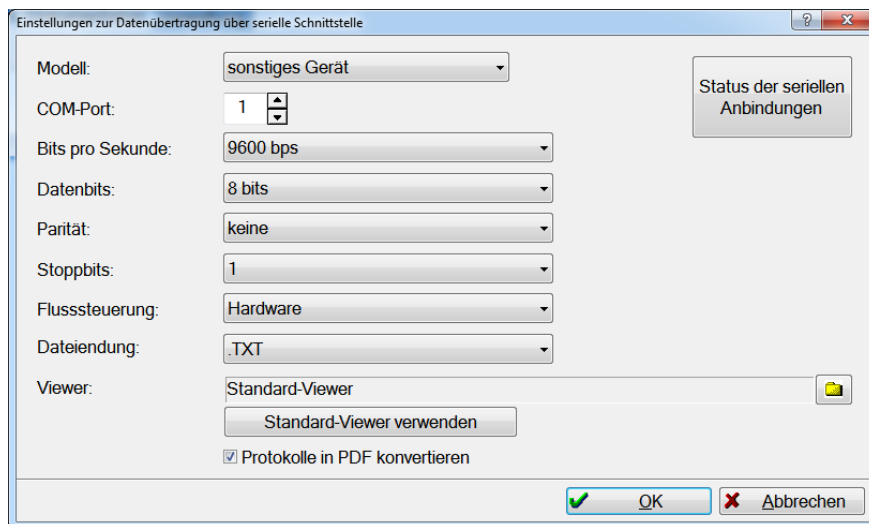 Einstellungen zur Datenübertragung über serielle Schnittstelle
Modell:
sonstiges Gerät
Status der seriellen
Anbindungen
COM-Port:
1
Bits pro Sekunde:
9600 bps
Datenbits:
8 bits
Parität:
keine
Stoppbits:
1
Flusssteuerung:
Hardware
Dateiendung:
.TXT
Viewer:
Standard-Viewer
Standard-Viewer verwenden
Protokolle in PDF konvertieren
OK
Abbrechen